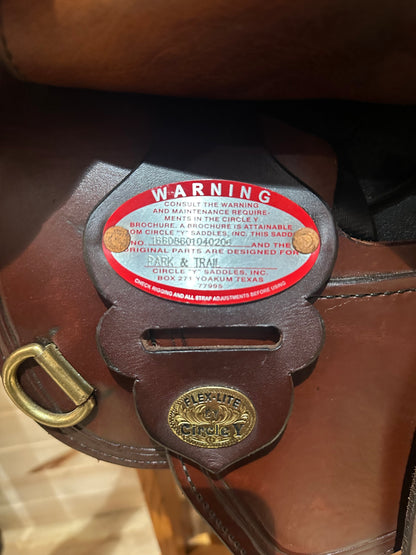 WARNING
CONSULT THE WARNING
AND MAINTENANCE REQUIRE-
MENTS IN THE CIRCLE Y
BROCHURE. A BROCHURE IS ATTAINABLE
OM CIRCLE "Y" SADDLES, INC. THIS SADD
NO. AND THE
ORIGINAL PARTS ARE DESIGNED FOR
PARK & TRAIL
CIRCLE "Y" SADDLES, INC.
BOX 271 YOAKUM TEXAS
77995
CHECK RIGGING AND ALL STRAP ADJUSTMENTS BEFORE USING
FLEX-LITE
Circle Y